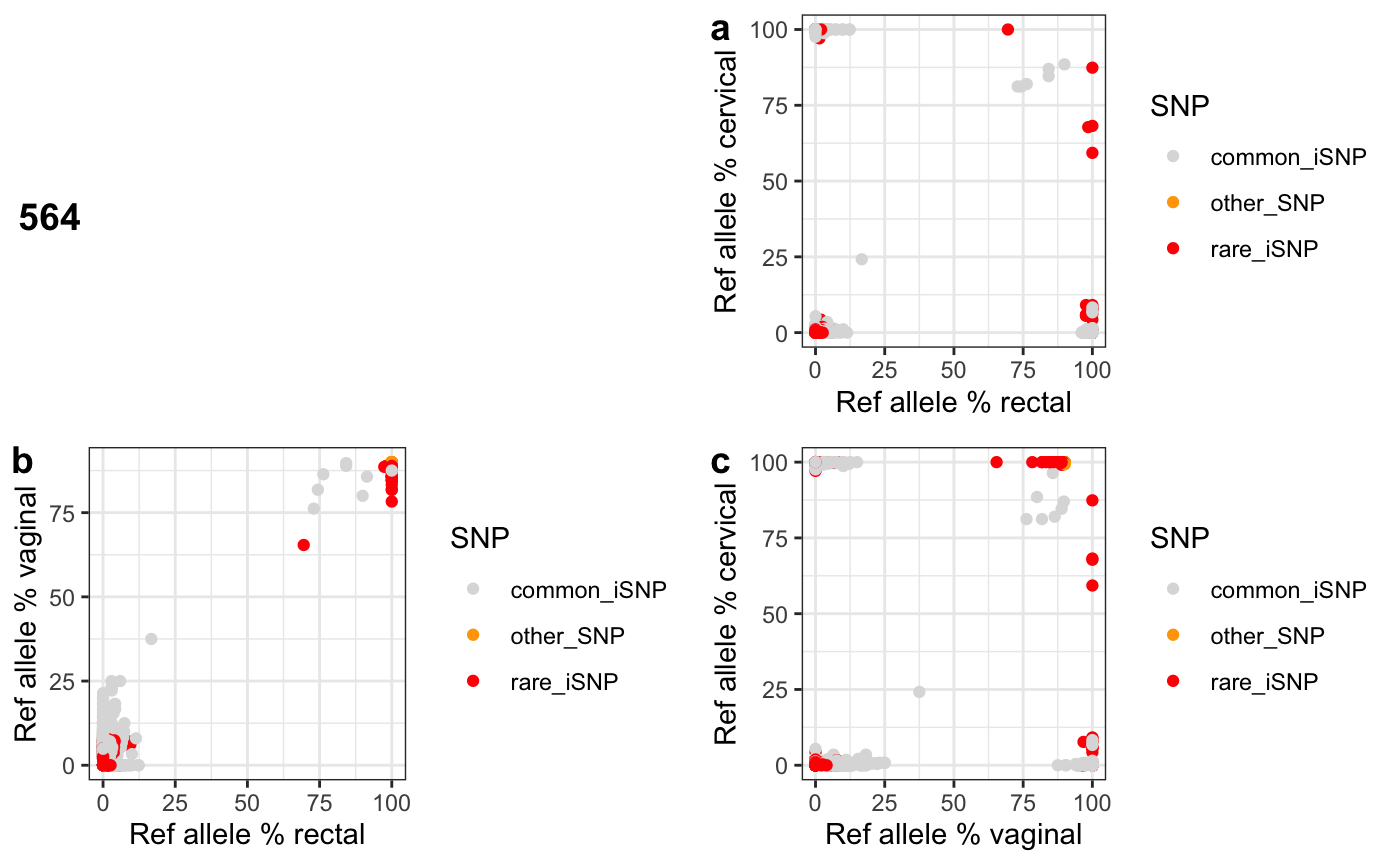 564
a
Ref allele % cervical
100
75
50
25
0
0 25 50 75 100
Ref allele % rectal
SNP
common_iSNP
other_SNP
rare_iSNP
b
Ref allele % vaginal
75
50
25
0
0 25 50 75 100
Ref allele % rectal
SNP
common_iSNP
other_SNP
rare_iSNP
c
Ref allele % cervical
100
75
50
25
0
0 25 50 75 100
Ref allele % vaginal
SNP
common_iSNP
other_SNP
rare_iSNP